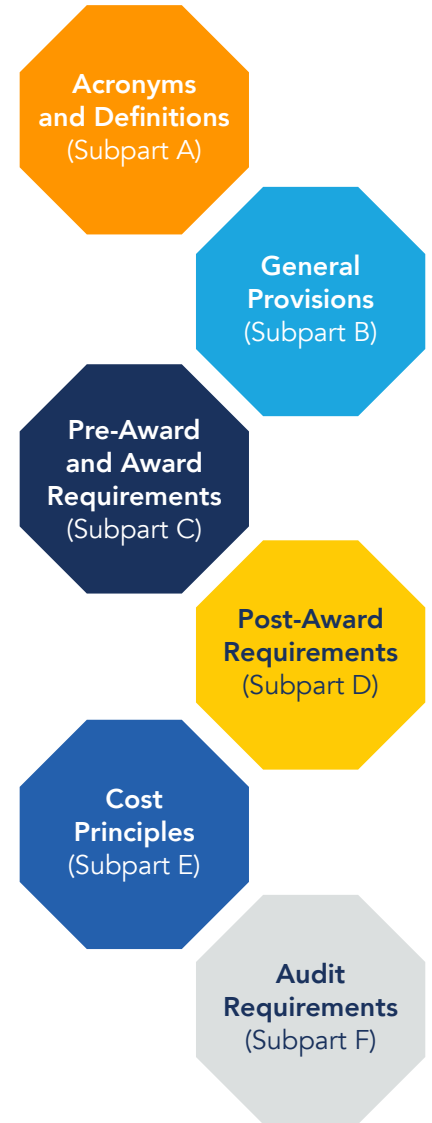 Acronyms
and Definitions
(Subpart A)
General
Provisions
(Subpart B)
Pre-Award
and Award
Requirements
(Subpart C)
Post-Award
Requirements
(Subpart D)
Cost
Principles
(Subpart E)
Audit
Requirements
(Subpart F)